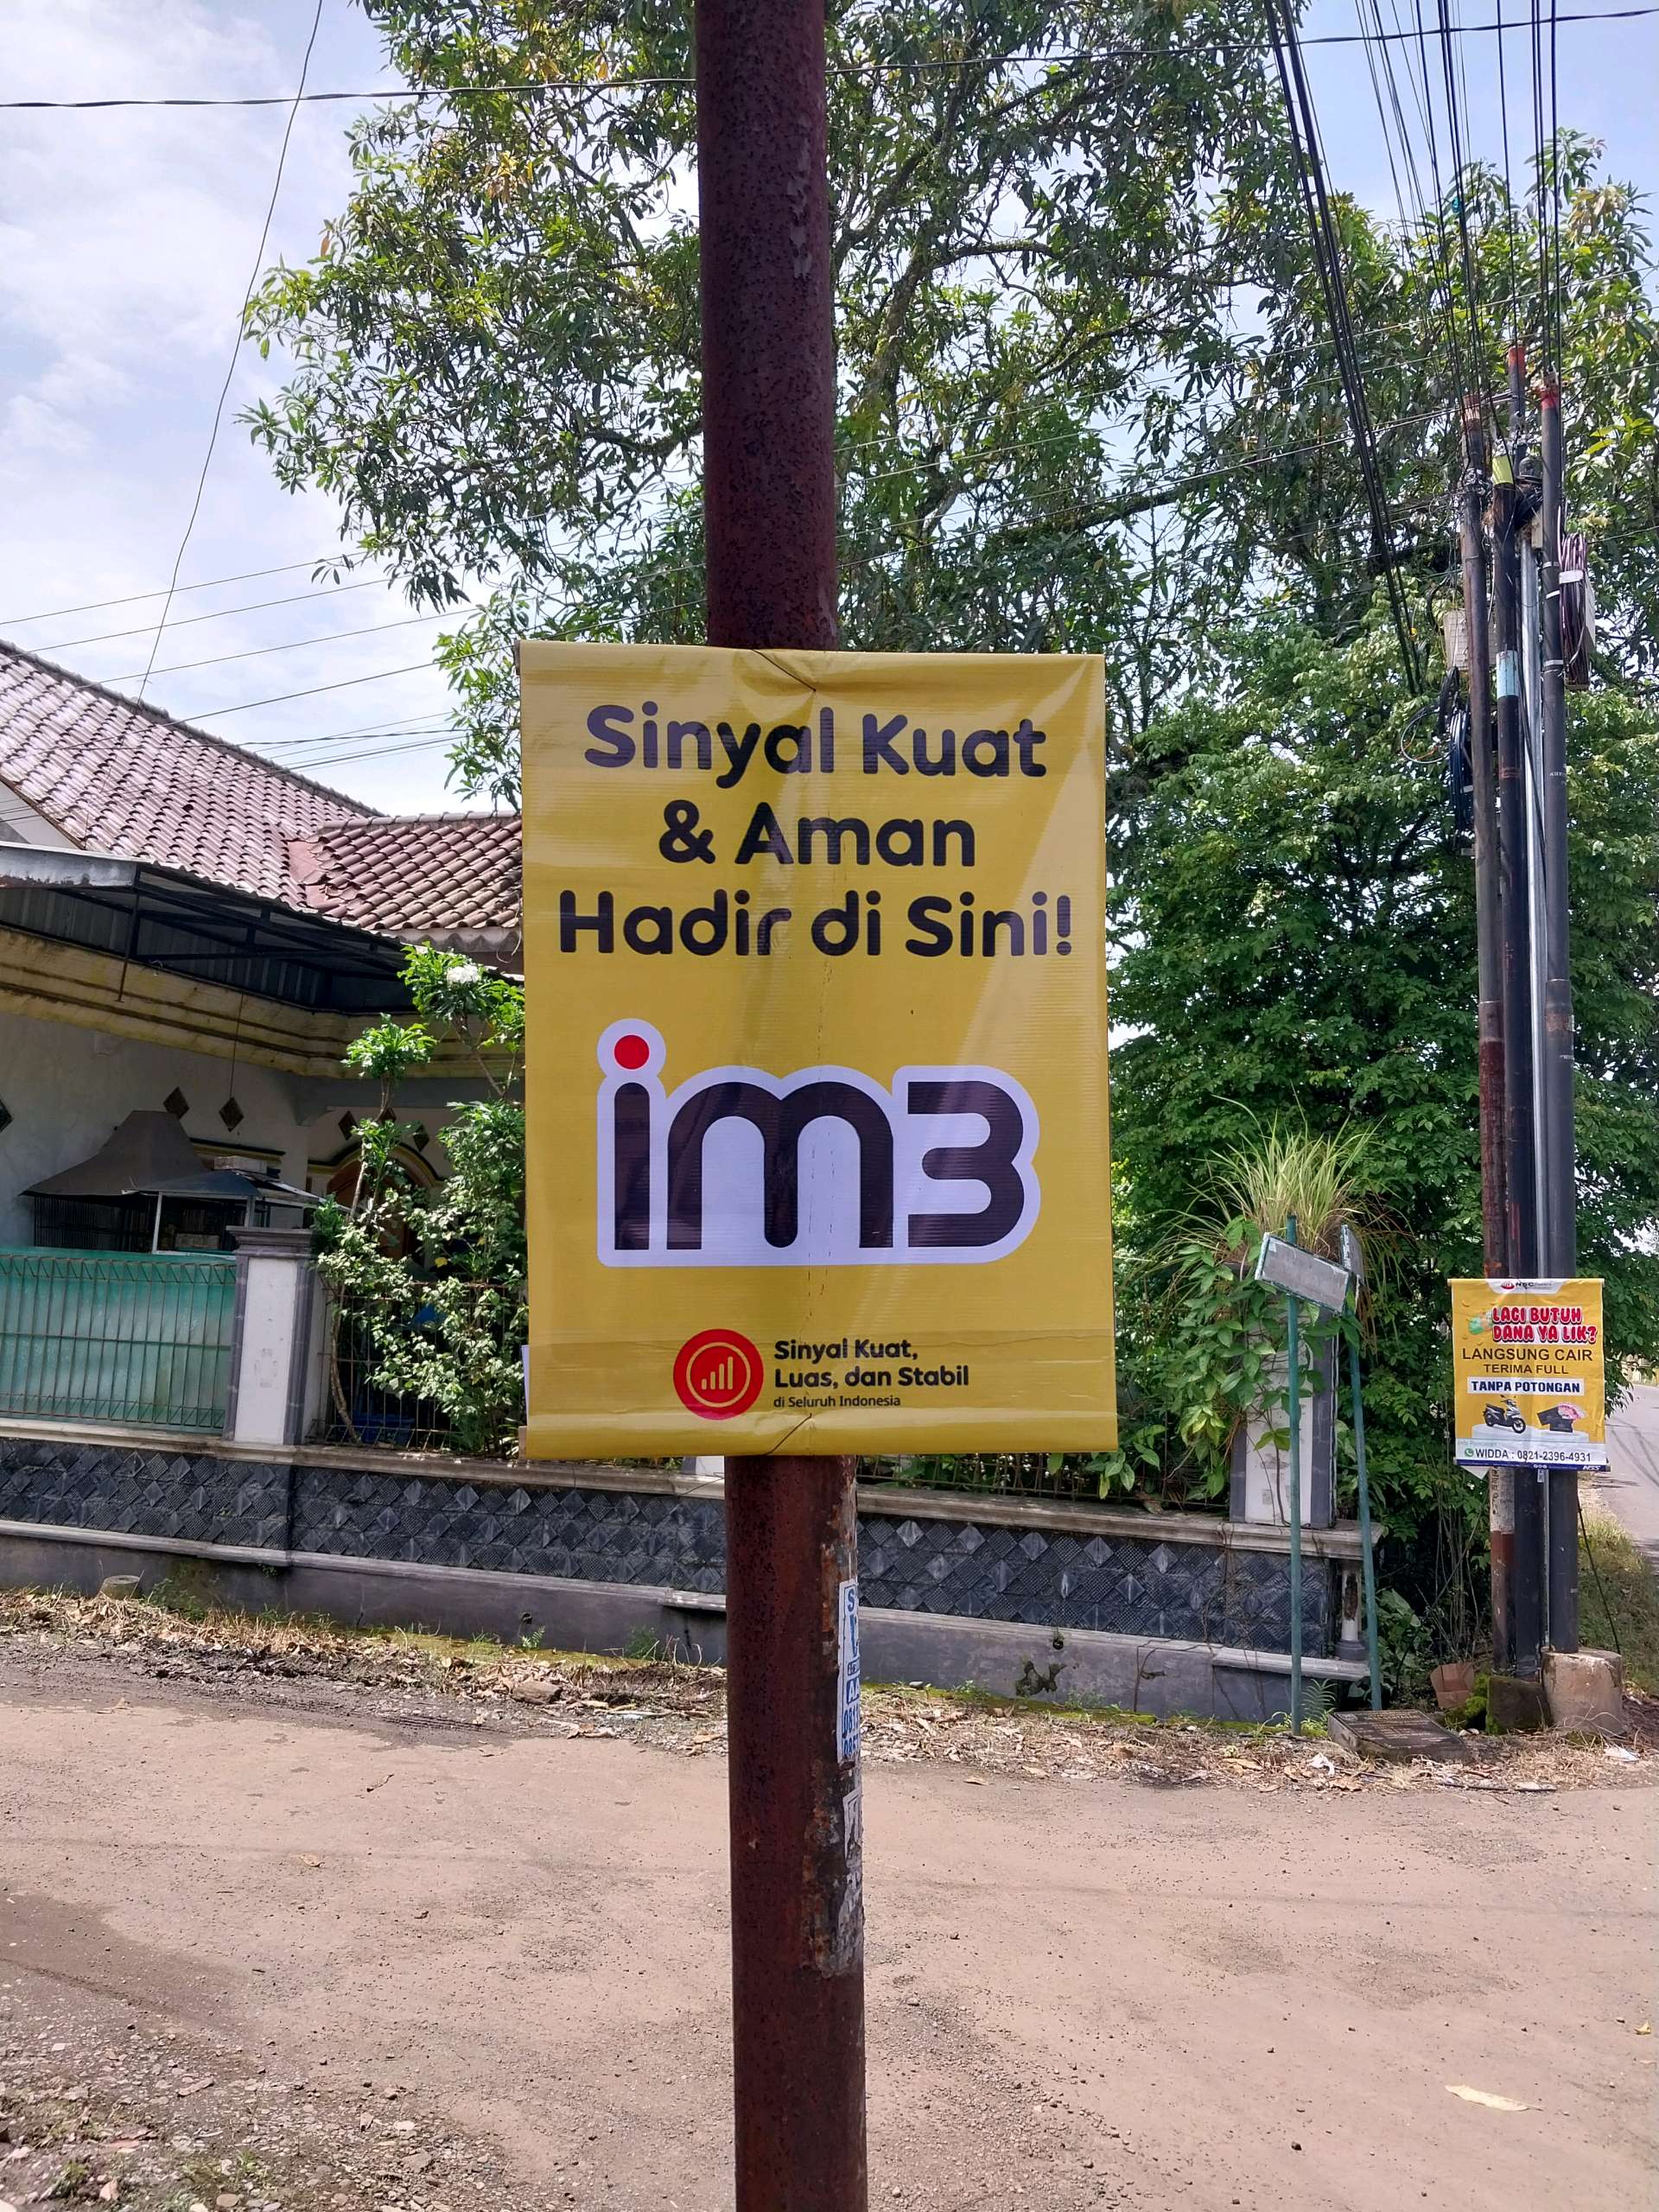 Sinyal Kuat
& Aman
Hadir di Sini!
im3
Sinyal Kuat,
Luas, dan Stabil
di Seluruh Indonesia
LAGI BUTUH
DANA YA LIK?
LANGSUNG CAIR
TERIMA FULL
TANPA POTONGAN
WIDDA : 0821-2396-4931